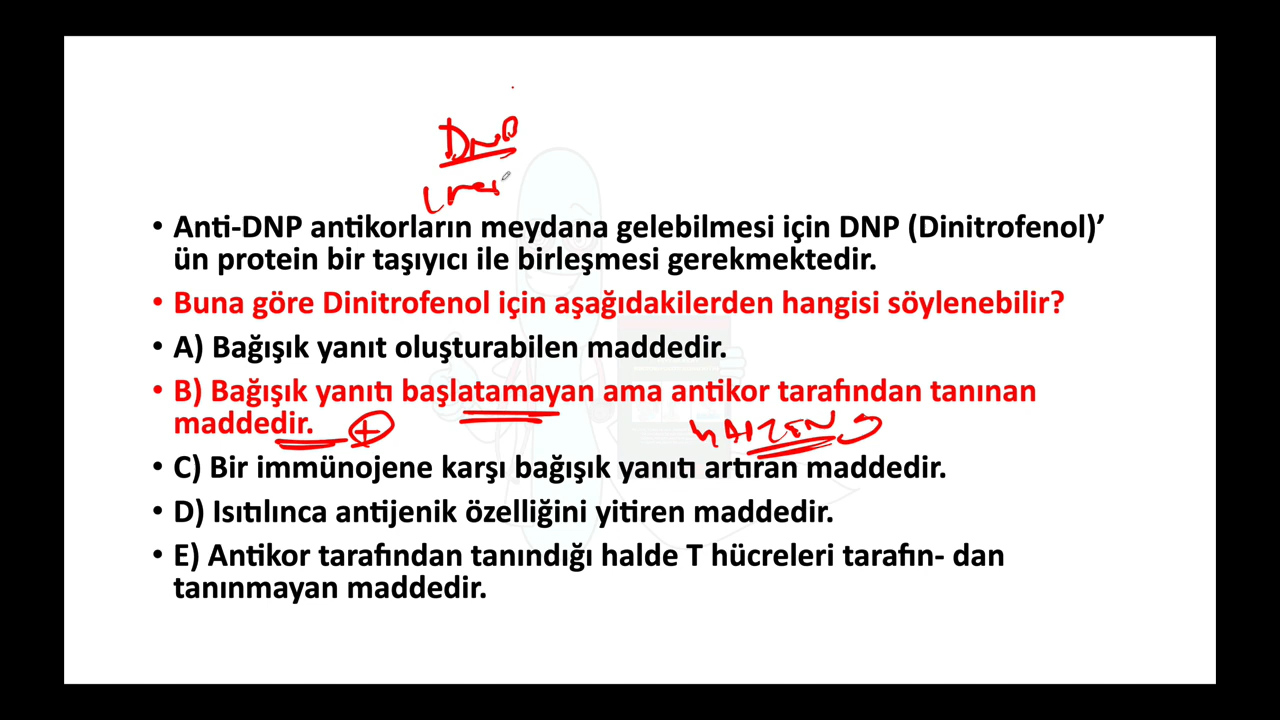 DNP
• Anti-DNP antikorların meydana gelebilmesi için DNP (Dinitrofenol)’
ün protein bir taşıyıcı ile birleşmesi gerekmektedir.
• Buna göre Dinitrofenol için aşağıdakilerden hangisi söylenebilir?
• A) Bağışık yanıt oluşturabilen maddedir.
• B) Bağışık yanıtı başlatamayan ama antikor tarafından tanınan
maddedir.
• C) Bir immünojene karşı bağışık yanıtı artıran maddedir.
• D) Isıtılınca antijenik özelliğini yitiren maddedir.
• E) Antikor tarafından tanındığı halde T hücreleri tarafın- dan
tanınmayan maddedir.